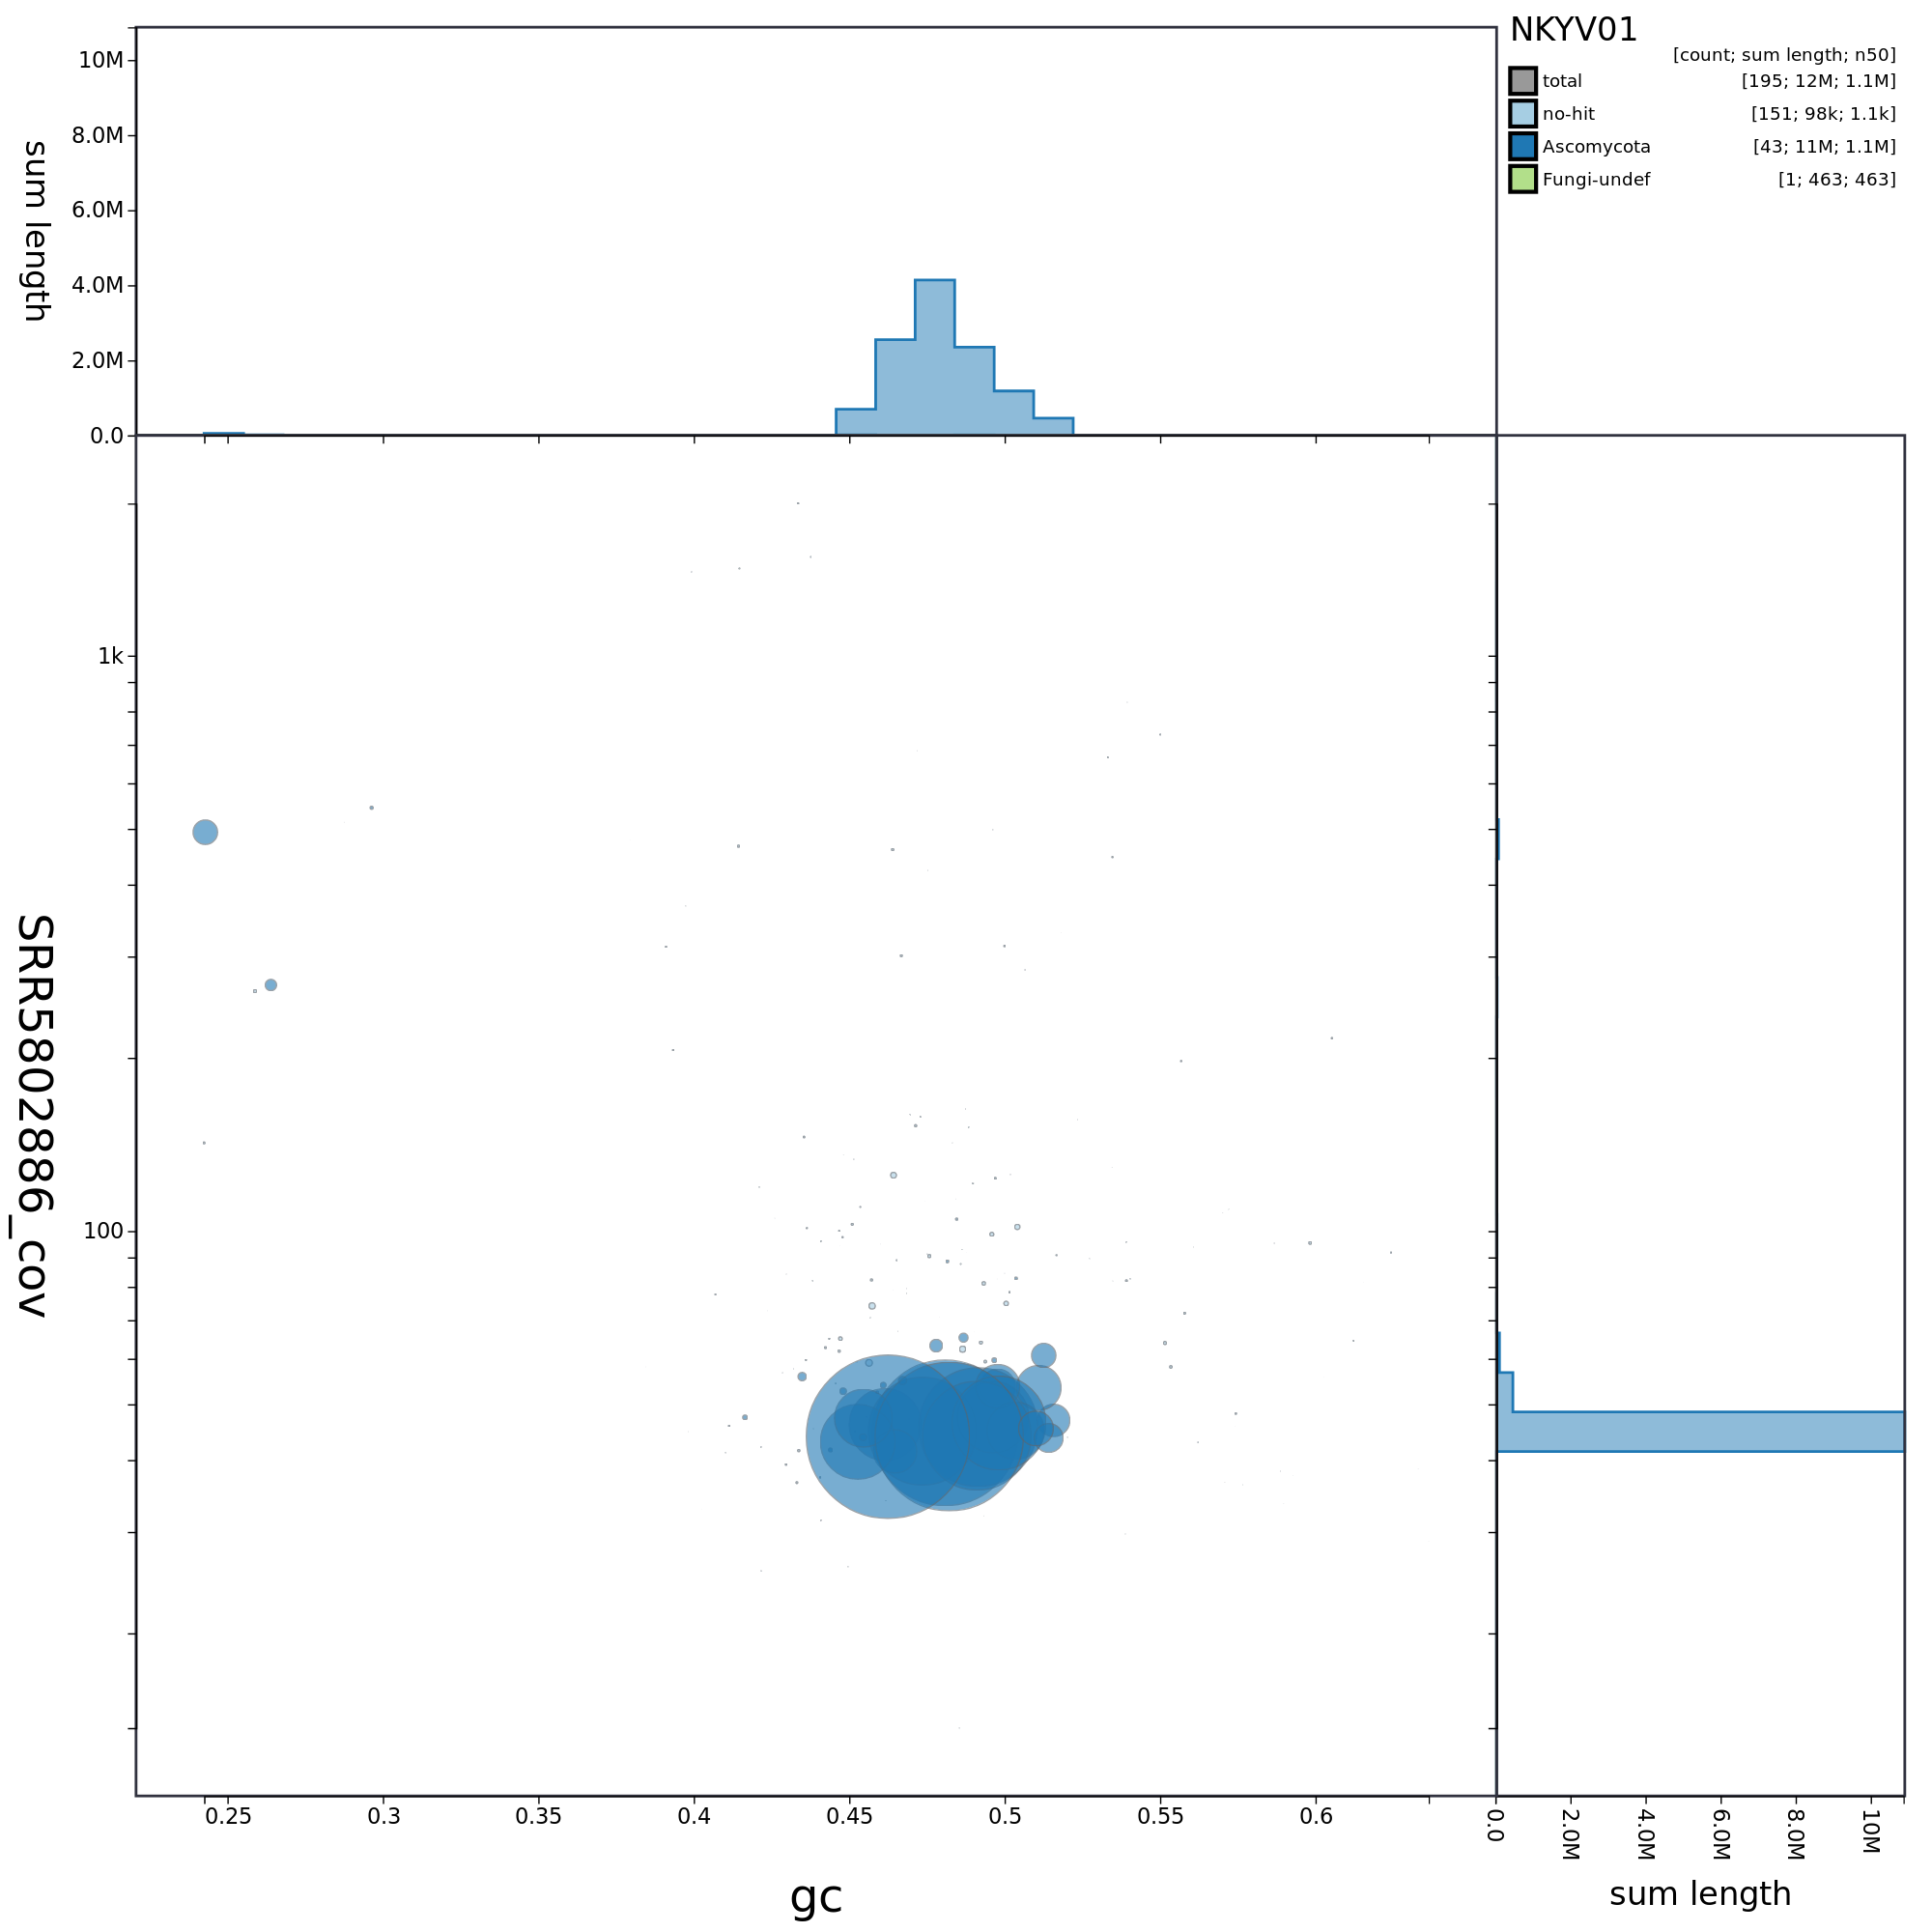 NKYV01
[count; sum length; n50]
total [195; 12M; 1.1M]
no-hit [151; 98k; 1.1k]
Ascomycota [43; 11M; 1.1M]
Fungi-undef [1; 463; 463]
sum length
10M
8.0M
6.0M
4.0M
2.0M
0.0
SRR5802886_cov
1k
100
0.25 0.3 0.35 0.4 0.45 0.5 0.55 0.6
gc
0.0 2.0M 4.0M 6.0M 8.0M 10M
sum length